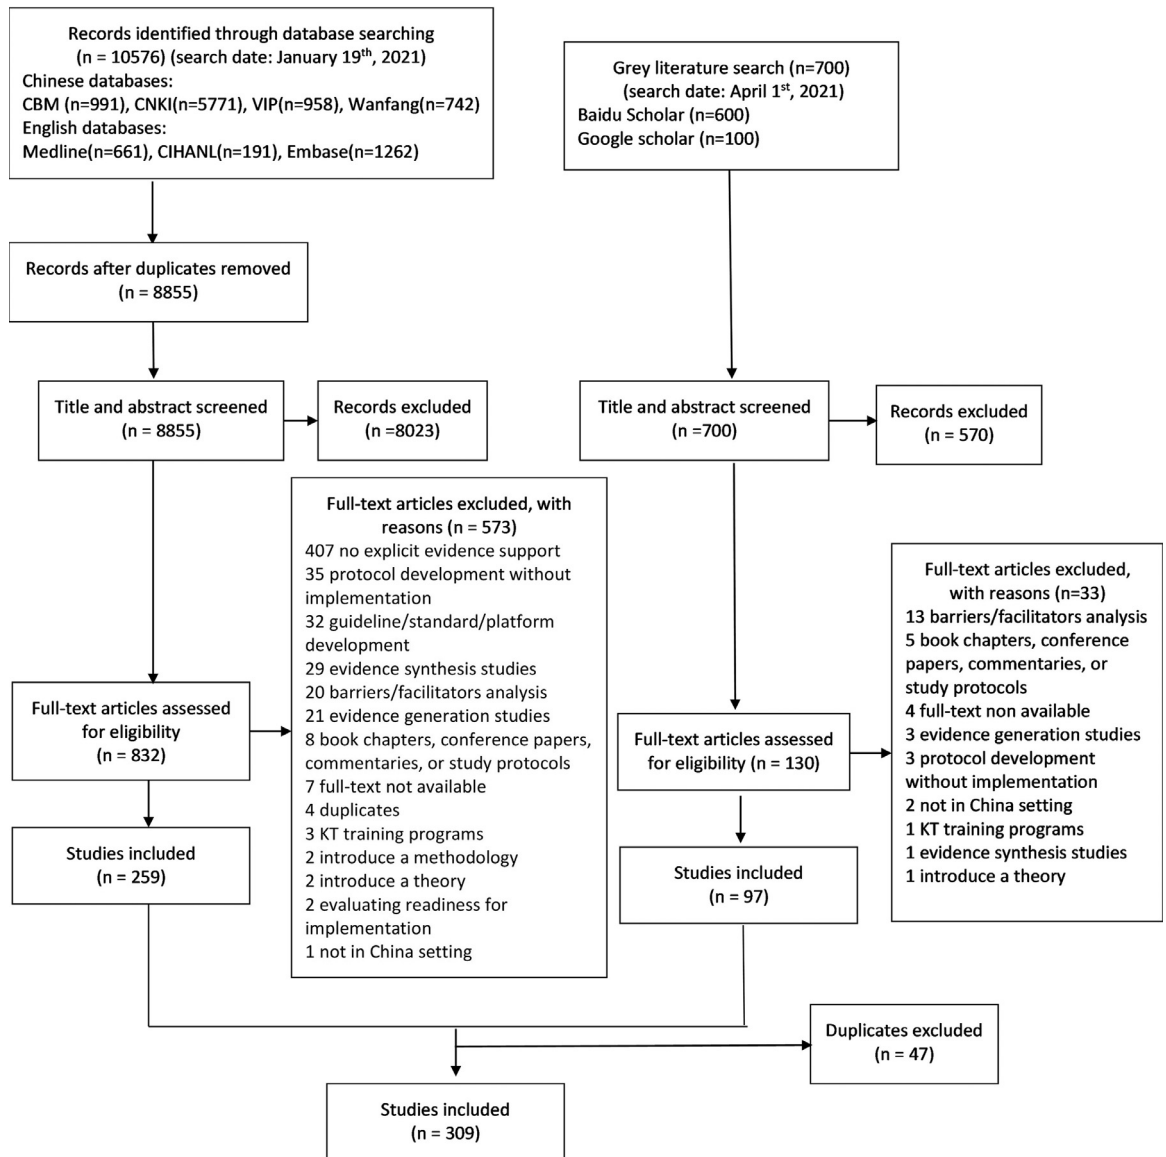 Records identified through database searching
(n = 10576) (search date: January 19th, 2021)
Chinese databases:
CBM (n=991), CNKI(n=5771), VIP(n=958), Wanfang(n=742)
English databases:
Medline(n=661), CIHANL(n=191), Embase(n=1262)
Grey literature search (n=700)
(search date: April 1st, 2021)
Baidu Scholar (n=600)
Google scholar (n=100)
Records after duplicates removed
(n = 8855)
Title and abstract screened
(n = 8855)
Records excluded
(n =8023)
Title and abstract screened
(n =700)
Records excluded
(n = 570)
Full-text articles excluded, with
reasons (n = 573)
407 no explicit evidence support
35 protocol development without
implementation
32 guideline/standard/platform
development
29 evidence synthesis studies
20 barriers/facilitators analysis
21 evidence generation studies
8 book chapters, conference papers,
commentaries, or study protocols
7 full-text not available
4 duplicates
3 KT training programs
2 introduce a methodology
2 introduce a theory
2 evaluating readiness for
implementation
1 not in China setting
Full-text articles excluded,
with reasons (n=33)
13 barriers/facilitators analysis
5 book chapters, conference
papers, commentaries, or
study protocols
4 full-text non available
3 evidence generation studies
3 protocol development
without implementation
2 not in China setting
1 KT training programs
1 evidence synthesis studies
1 introduce a theory
Full-text articles assessed
for eligibility
(n = 832)
Full-text articles assessed
for eligibility (n = 130)
Studies included
(n = 259)
Studies included
(n = 97)
Duplicates excluded
(n = 47)
Studies included
(n = 309)